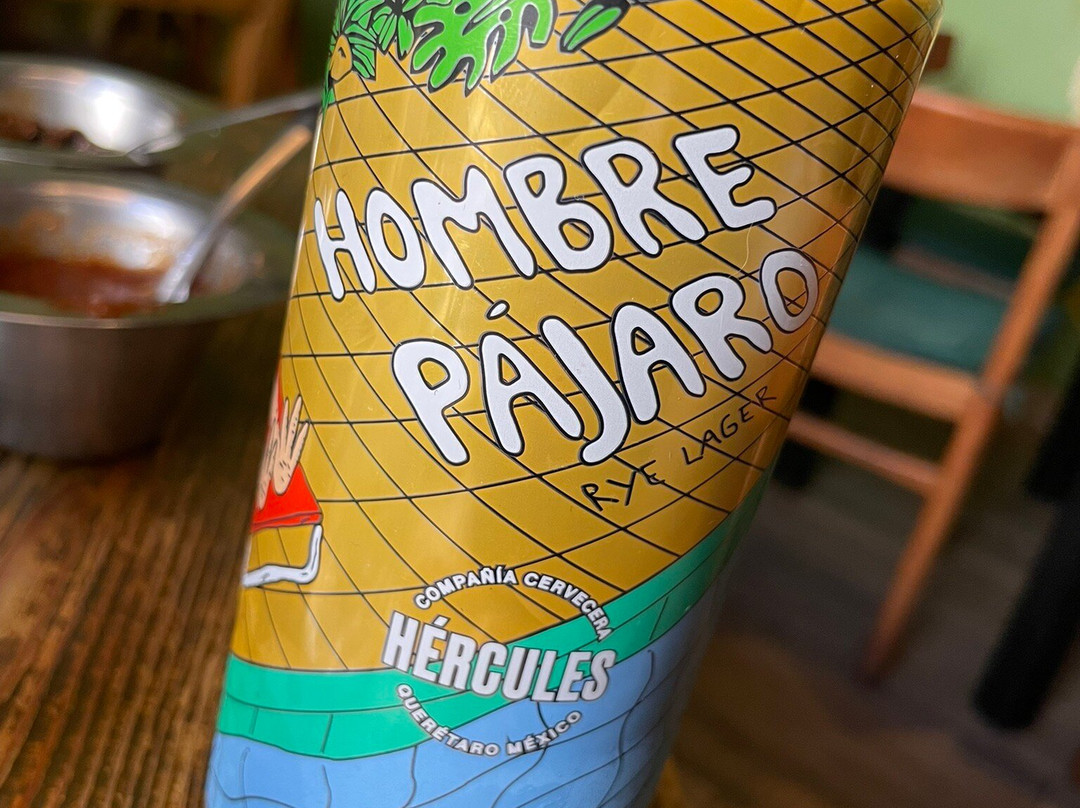 HOMBRE
PÁJARO
RYE LAGER
COMPAÑÍA CERVECERA
HÉRCULES
QUERÉTARO MÉXICO